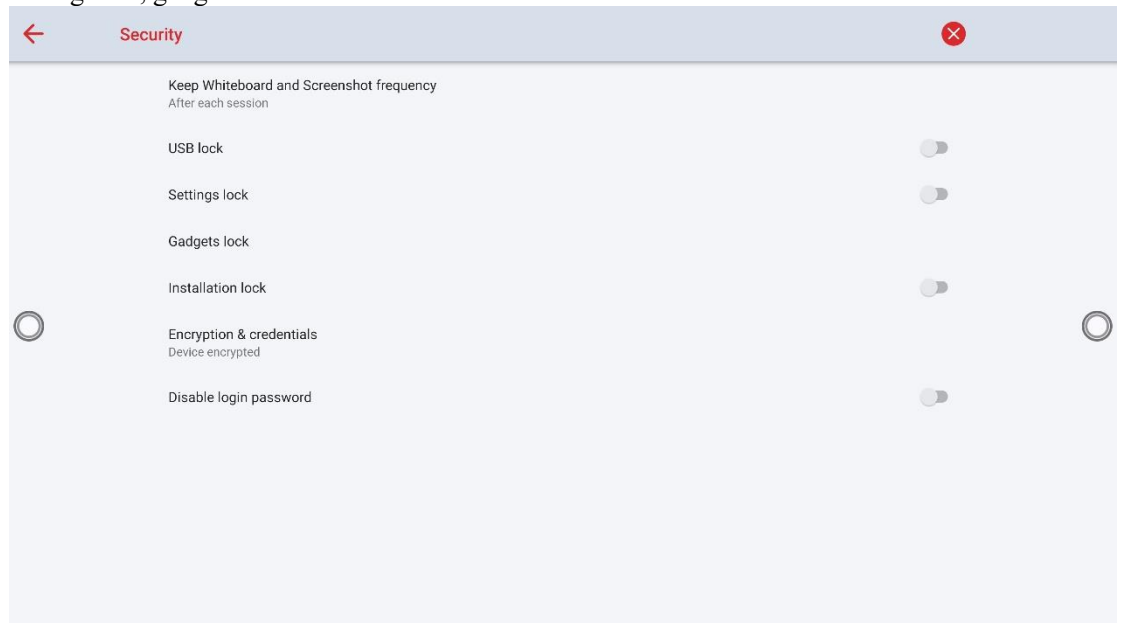 Security
Keep Whiteboard and Screenshot frequency
After each session
USB lock
Settings lock
Gadgets lock
Installation lock
Encryption & credentials
Device encrypted
Disable login password